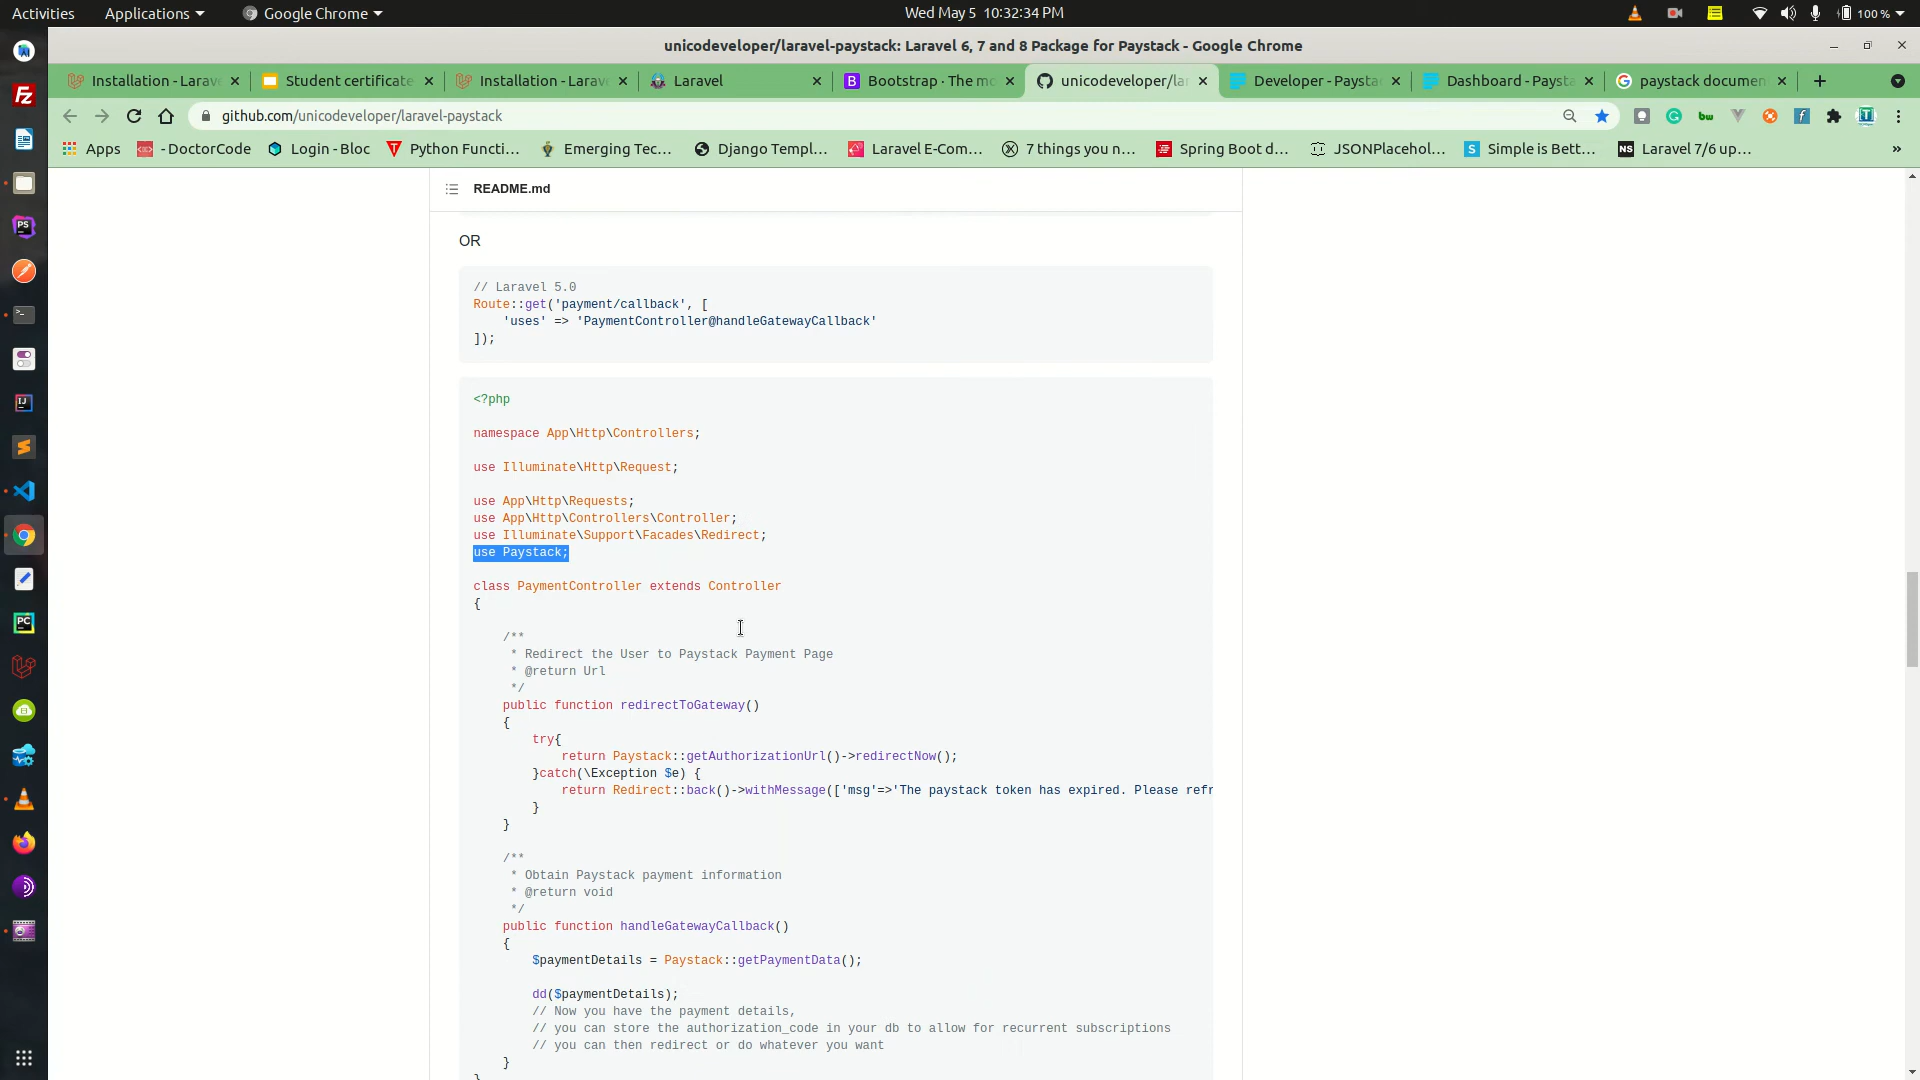 Activities
Applications
Google Chrome
Wed May 5 10:32:34 PM
100 %
unicodeveloper/laravel-paystack: Laravel 6, 7 and 8 Package for Paystack - Google Chrome
Installation - Larave
Student certificate
Installation - Larave
Laravel
Bootstrap · The mo
unicodeveloper/lar
Developer - Paysta
Dashboard - Paysta
paystack documen
github.com/unicodeveloper/laravel-paystack
Apps
- DoctorCode
Login - Bloc
Python Functi...
Emerging Tec...
Django Templ...
Laravel E-Com...
7 things you n...
Spring Boot d...
JSONPlacehol...
Simple is Bett...
Laravel 7/6 up...
»
README.md
OR
// Laravel 5.0
Route::get('payment/callback', [
'uses' => 'PaymentController@handleGatewayCallback'
]);
<?php
namespace App\Http\Controllers;
use Illuminate\Http\Request;
use App\Http\Requests;
use App\Http\Controllers\Controller;
use Illuminate\Support\Facades\Redirect;
use Paystack;
class PaymentController extends Controller
{
/**
* Redirect the User to Paystack Payment Page
* @return Url
*/
public function redirectToGateway()
{
try{
return Paystack::getAuthorizationUrl()->redirectNow();
}catch(\Exception $e) {
return Redirect::back()->withMessage(['msg'=>'The paystack token has expired. Please refr
}
}
/**
* Obtain Paystack payment information
* @return void
*/
public function handleGatewayCallback()
{
$paymentDetails = Paystack::getPaymentData();
dd($paymentDetails);
// Now you have the payment details,
// you can store the authorization_code in your db to allow for recurrent subscriptions
// you can then redirect or do whatever you want
}
}